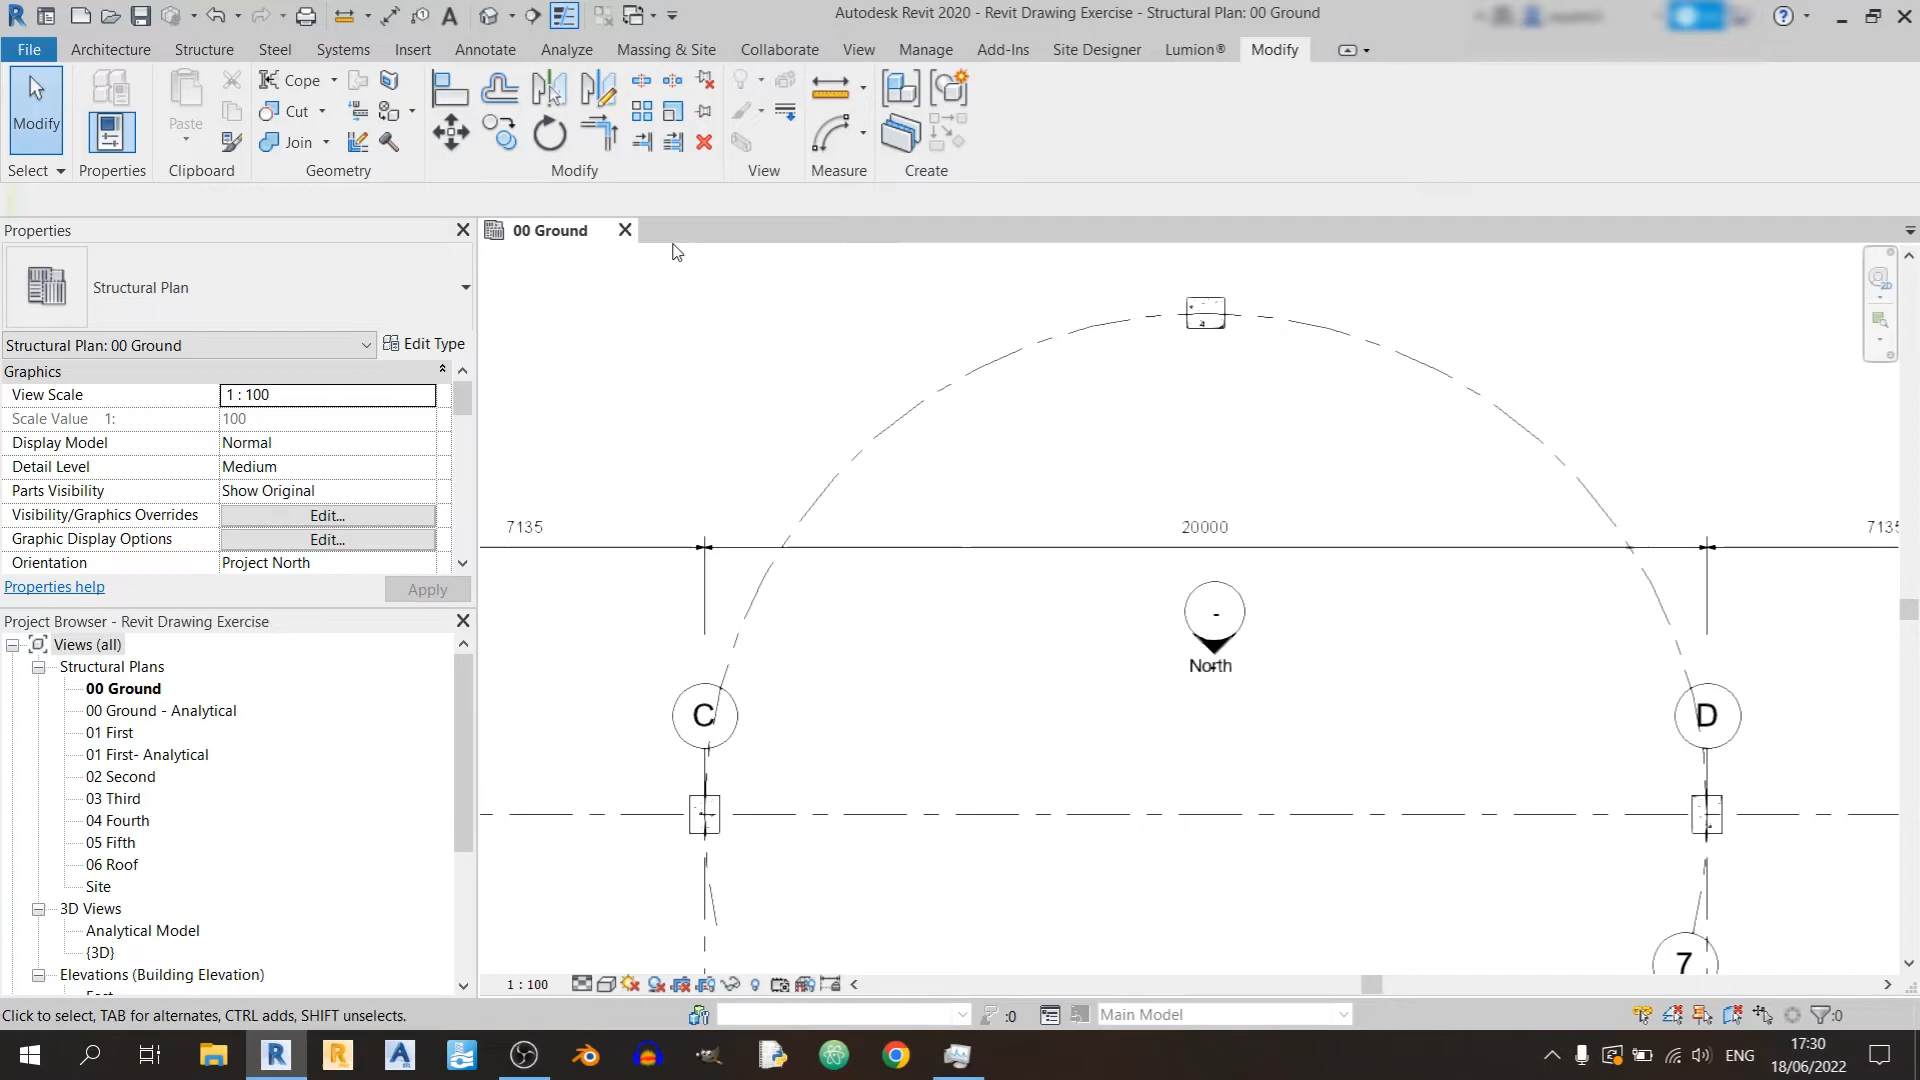 Autodesk Revit 2020 - Revit Drawing Exercise - Structural Plan: 00 Ground
File Architecture Structure Steel Systems Insert Annotate Analyze Massing & Site Collaborate View Manage Add-Ins Site Designer Lumion® Modify
Modify Paste Cope Cut Join
Select Properties Clipboard Geometry Modify View Measure Create
Properties
00 Ground
Structural Plan
Structural Plan: 00 Ground Edit Type
Graphics
View Scale 1 : 100
Scale Value 1: 100
Display Model Normal
Detail Level Medium
Parts Visibility Show Original
Visibility/Graphics Overrides Edit...
Graphic Display Options Edit...
Orientation Project North
Properties help Apply
Project Browser - Revit Drawing Exercise
Views (all)
Structural Plans
00 Ground
00 Ground - Analytical
01 First
01 First- Analytical
02 Second
03 Third
04 Fourth
05 Fifth
06 Roof
Site
3D Views
Analytical Model
{3D}
Elevations (Building Elevation)
7135 20000 7135
-
North
C D
7
1 : 100
Click to select, TAB for alternates, CTRL adds, SHIFT unselects.
:0 Main Model :0
ENG
17:30
18/06/2022